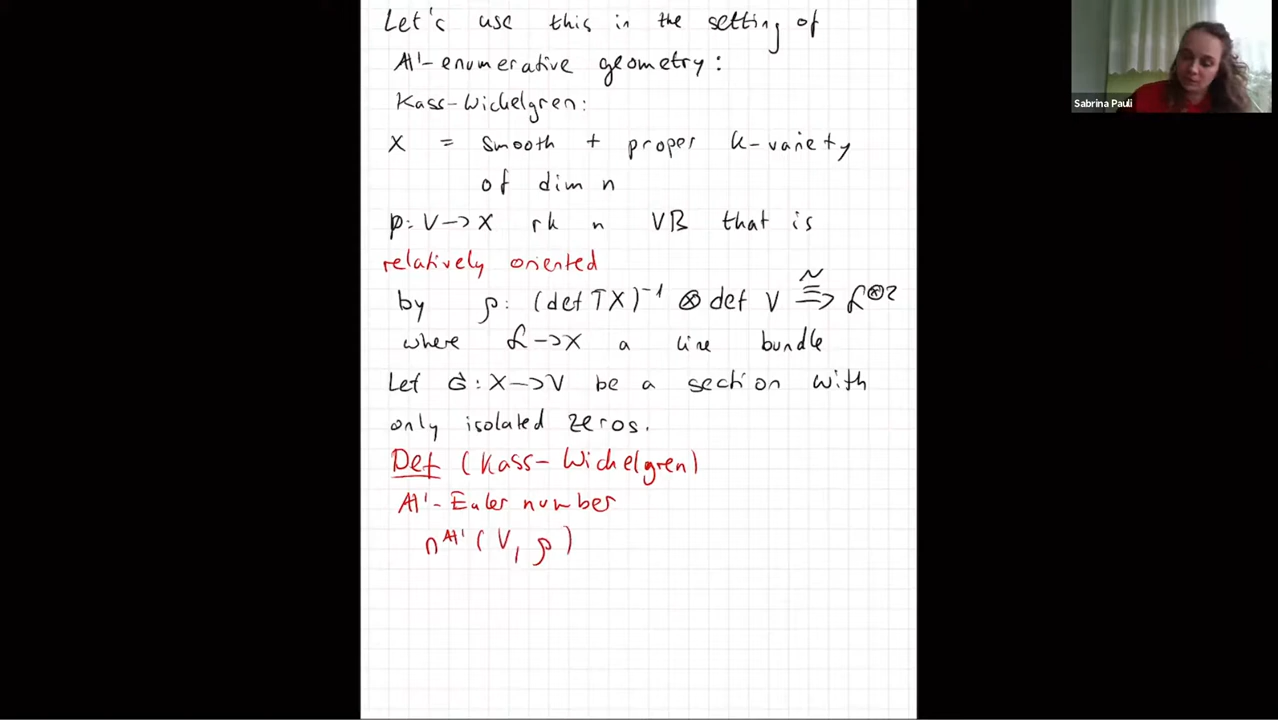 Let's use this in the setting of
A¹-enumerative geometry:
Kass-Wickelgren:
X = smooth + proper k-variety
of dim n
p: V -> X rk n VB that is
relatively oriented
by ρ: (det TX)⁻¹ ⊗ det V ≅> ℒ^⊗2
where ℒ -> X a line bundle
Let σ: X -> V be a section with
only isolated zeros.
Def (Kass-Wickelgren)
A¹-Euler number
n^A¹ (V, ρ)
Sabrina Pauli